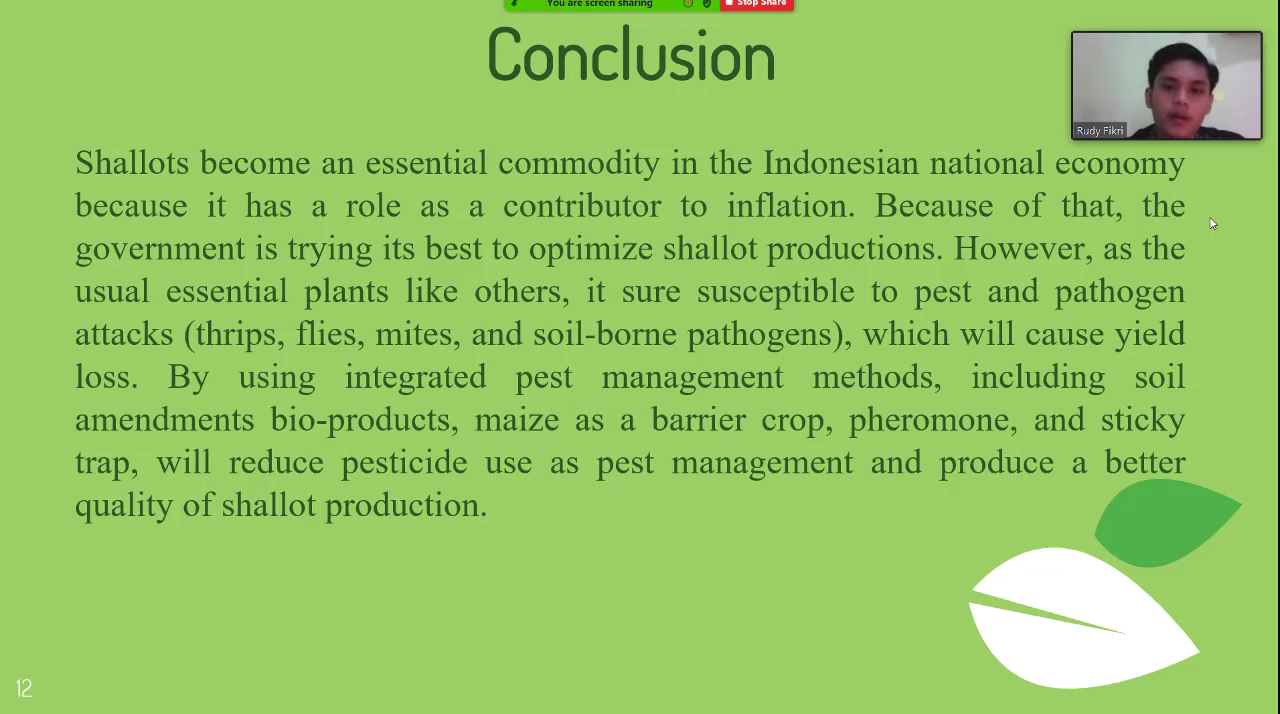 You are screen sharing
Stop Share
Conclusion
Rudy Fikri
Shallots become an essential commodity in the Indonesian national economy
because it has a role as a contributor to inflation. Because of that, the
government is trying its best to optimize shallot productions. However, as the
usual essential plants like others, it sure susceptible to pest and pathogen
attacks (thrips, flies, mites, and soil-borne pathogens), which will cause yield
loss. By using integrated pest management methods, including soil
amendments bio-products, maize as a barrier crop, pheromone, and sticky
trap, will reduce pesticide use as pest management and produce a better
quality of shallot production.
12